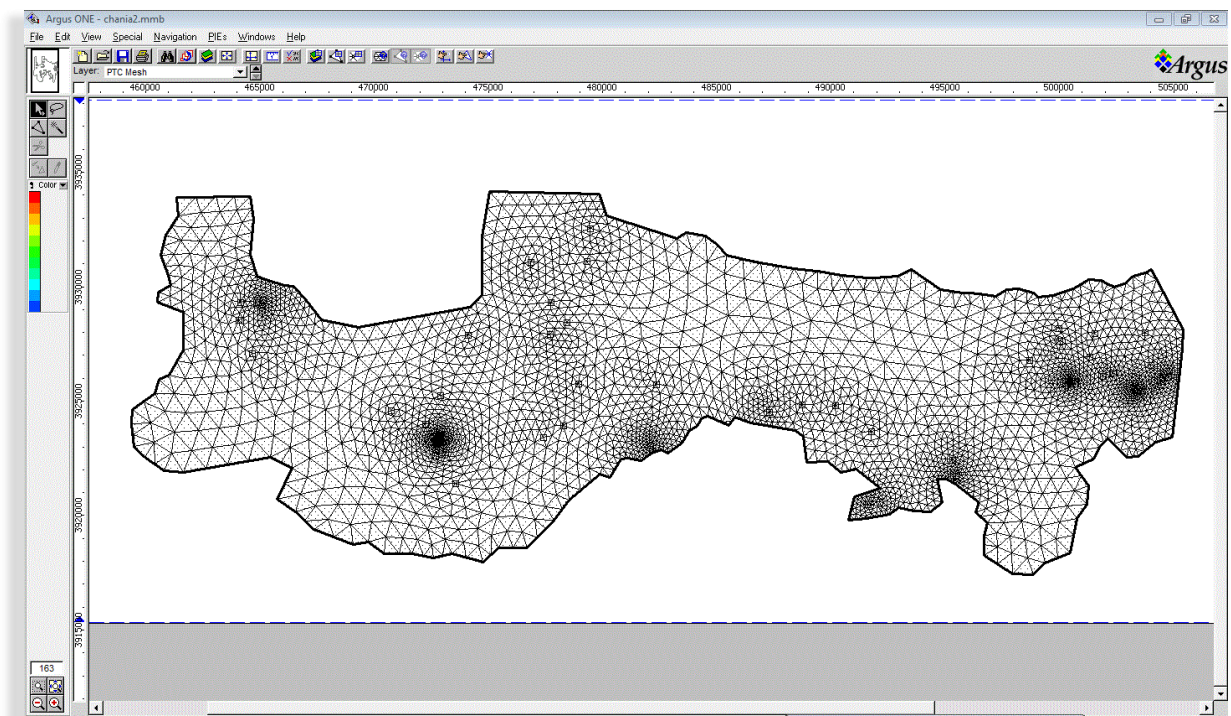 Argus ONE - chania2.mmb
File Edit View Special Navigation PIEs Windows Help
Layer: PTC Mesh
Argus
460000 465000 470000 475000 480000 485000 490000 495000 500000 505000
Color
3935000
3930000
3925000
3920000
3915000
163